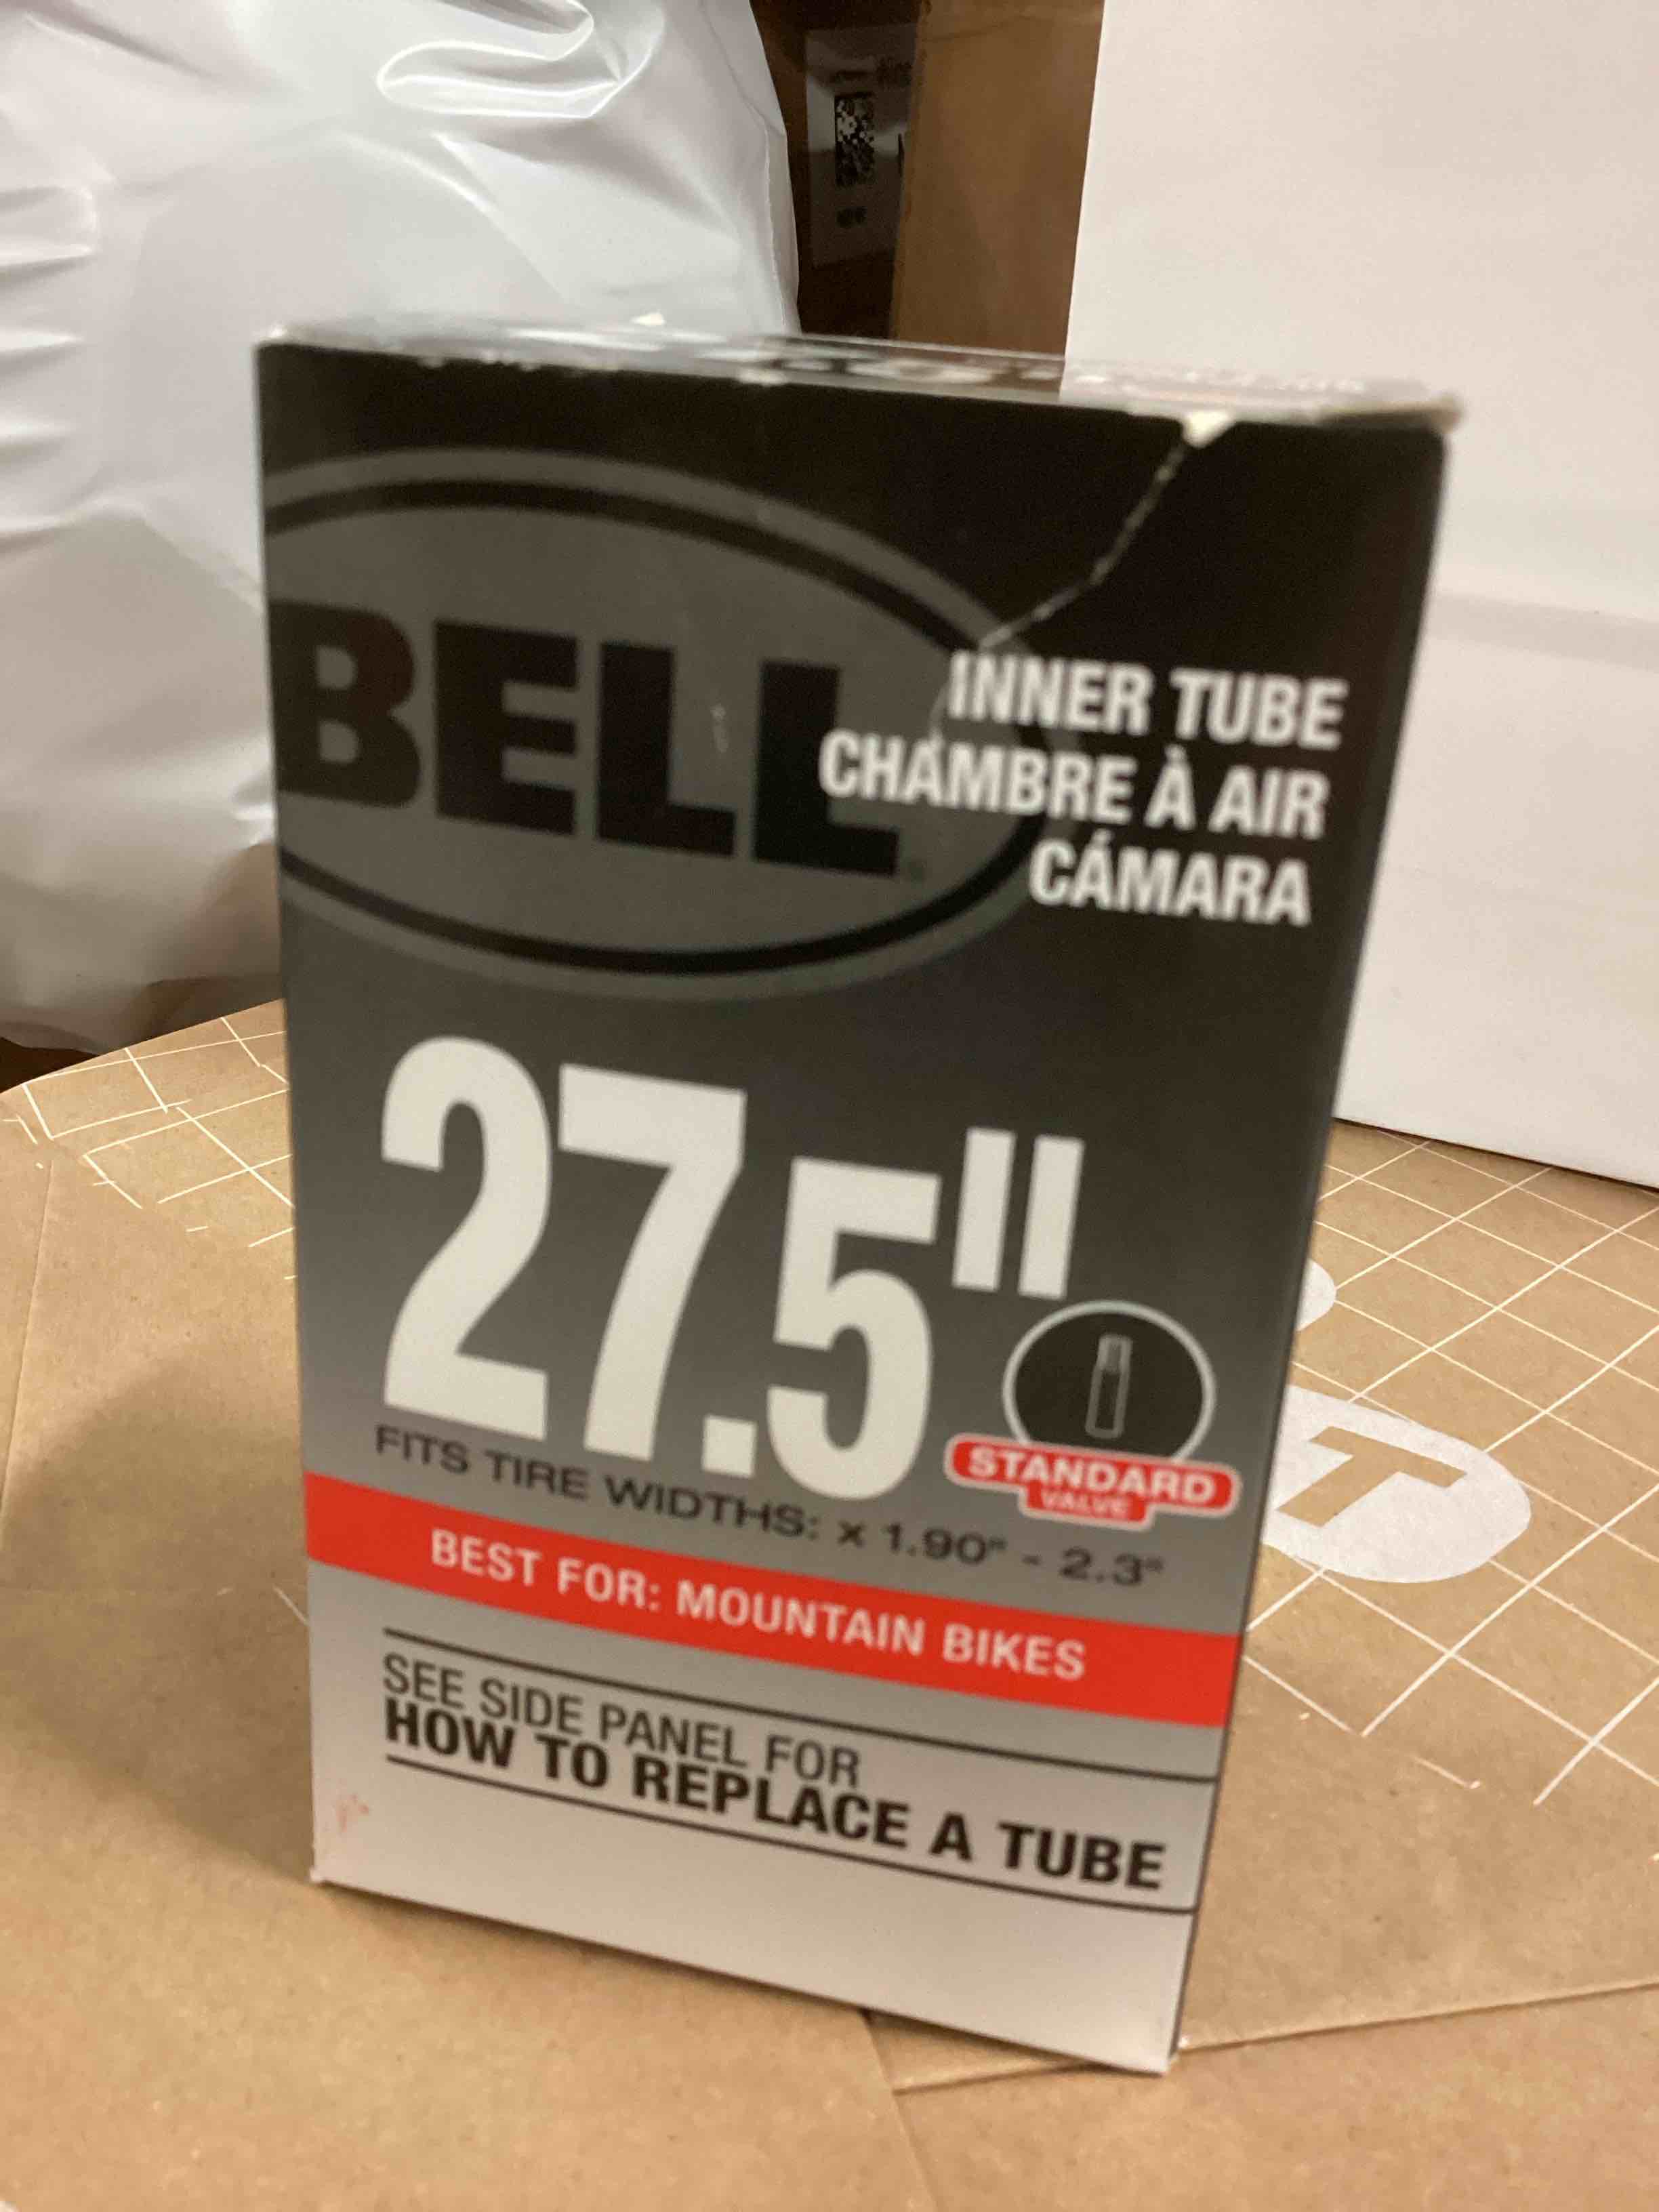 BELL
INNER TUBE
CHAMBRE À AIR
CÁMARA
27.5"
STANDARD
VALVE
FITS TIRE WIDTHS: x 1.90" - 2.3"
BEST FOR: MOUNTAIN BIKES
SEE SIDE PANEL FOR
HOW TO REPLACE A TUBE
T